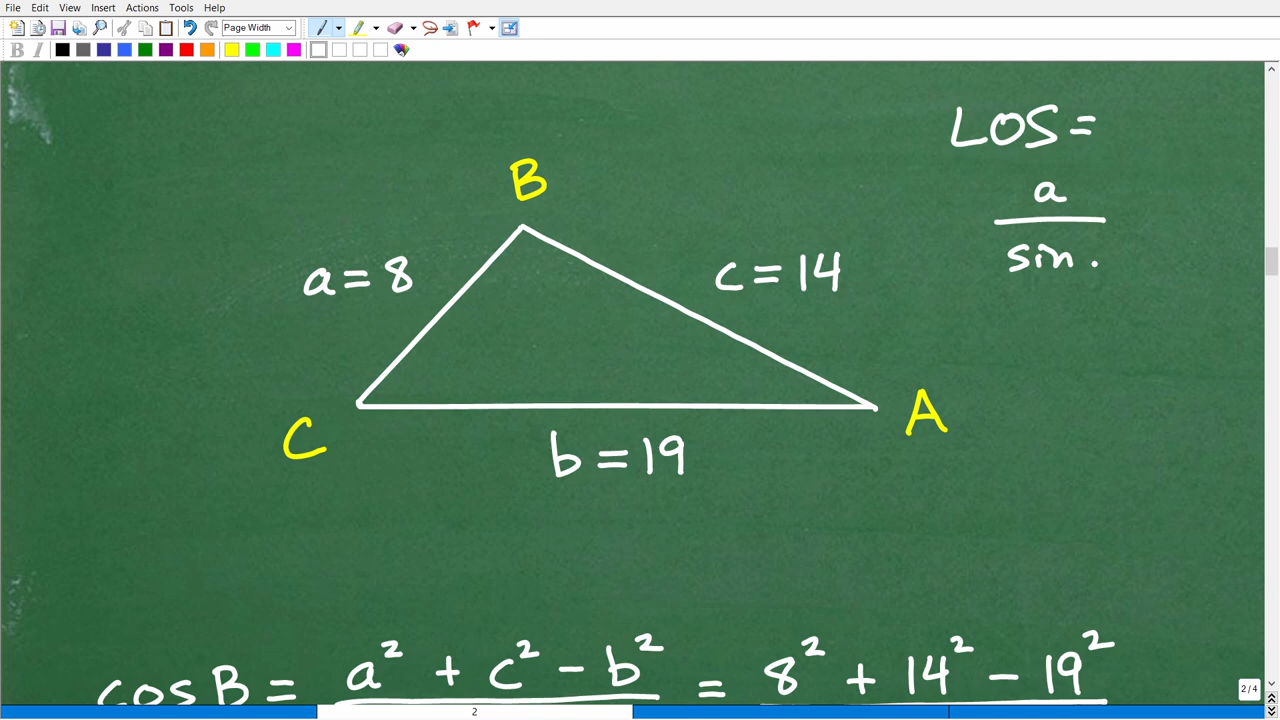 File Edit View Insert Actions Tools Help
Page Width
B I
LOS =
a
sin .
B
a = 8
c = 14
C
A
b = 19
cos B = a² + c² - b² = 8² + 14² - 19²
2/4
2